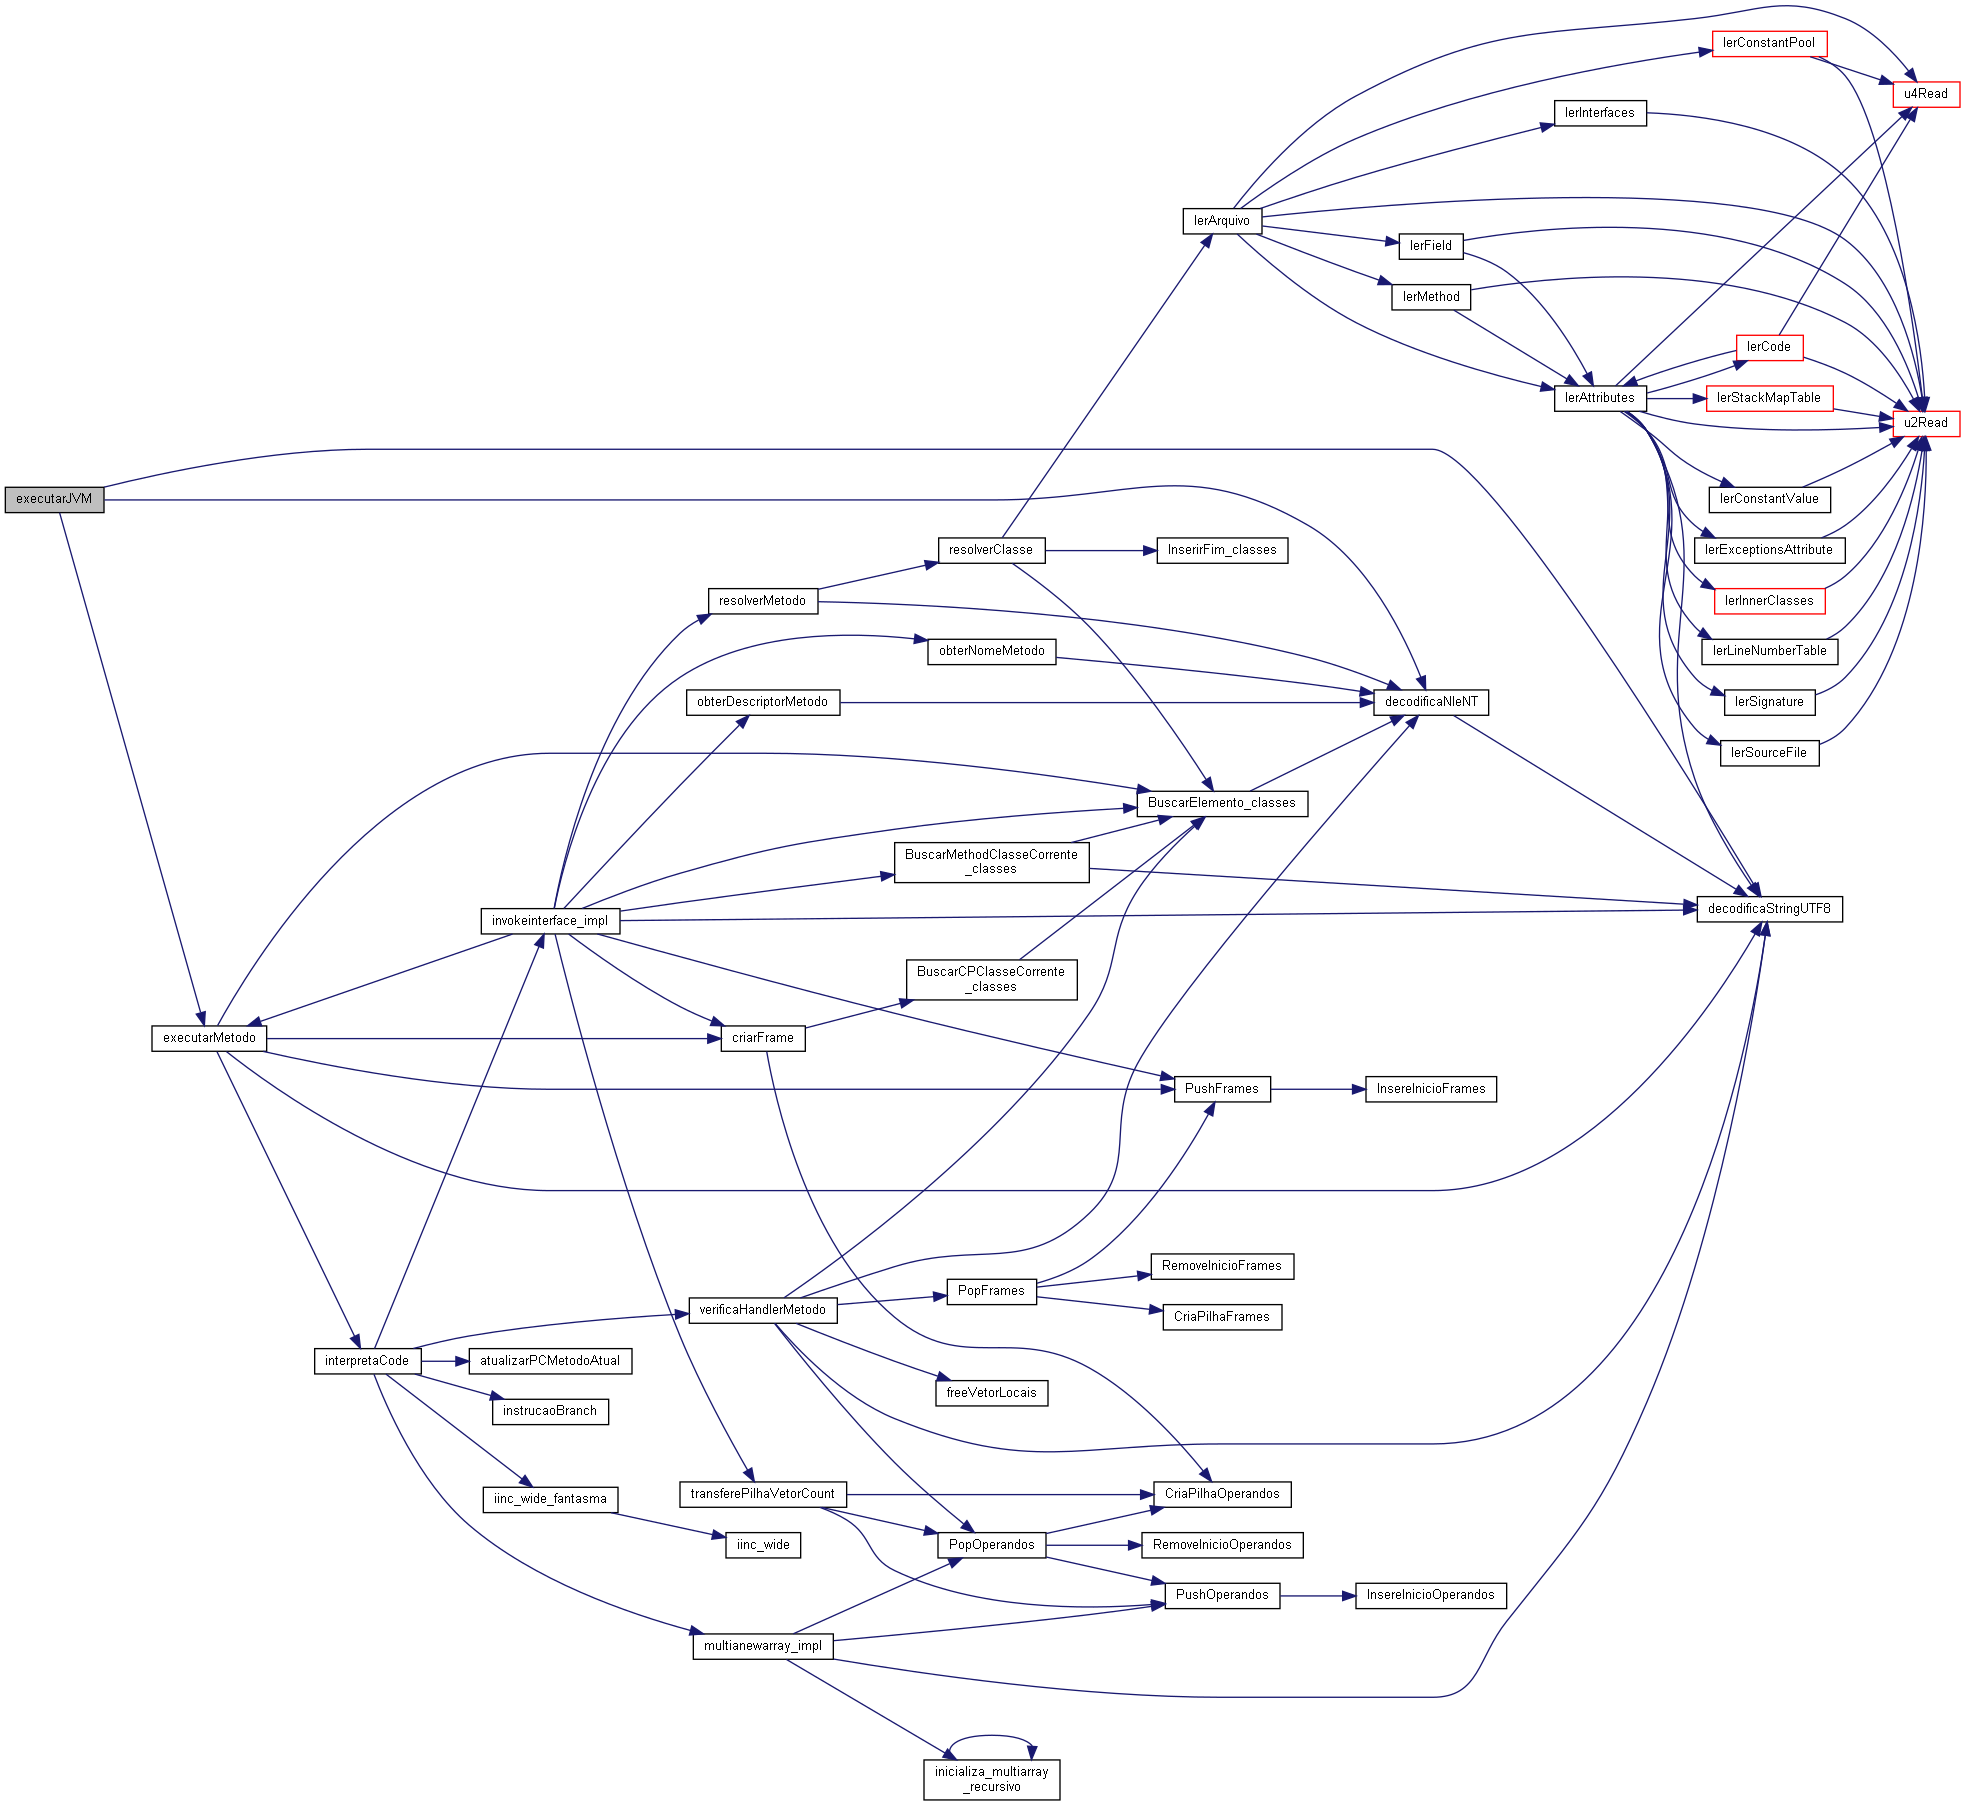 lerConstantPool
u4Read
lerInterfaces
lerArquivo
lerField
lerMethod
lerCode
lerAttributes
lerStackMapTable
u2Read
executarJVM
lerConstantValue
resolverClasse
InserirFim_classes
lerExceptionsAttribute
resolverMetodo
lerInnerClasses
obterNomeMetodo
lerLineNumberTable
obterDescriptorMetodo
decodificaNIeNT
lerSignature
lerSourceFile
BuscarElemento_classes
BuscarMethodClasseCorrente
_classes
decodificaStringUTF8
invokeinterface_impl
BuscarCPClasseCorrente
_classes
executarMetodo
criarFrame
PushFrames
InsereInicioFrames
RemoveInicioFrames
PopFrames
verificaHandlerMetodo
CriaPilhaFrames
interpretaCode
atualizarPCMetodoAtual
freeVetorLocais
instrucaoBranch
transferePilhaVetorCount
CriaPilhaOperandos
iinc_wide_fantasma
iinc_wide
PopOperandos
RemoveInicioOperandos
PushOperandos
InsereInicioOperandos
multianewarray_impl
inicializa_multiarray
_recursivo